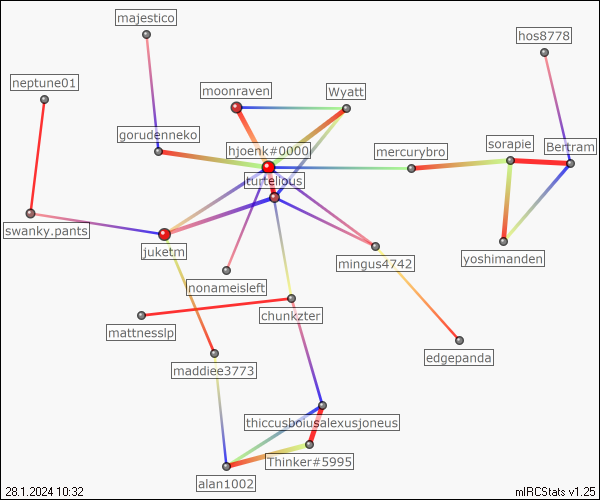 majestico
hos8778
neptune01
moonraven
Wyatt
gorudenneko
hjoenk#0000
mercurybro
sorapie
Bertram
turtelious
swanky.pants
juketm
mingus4742
yoshimanden
nonameisleft
chunkzter
mattnesslp
edgepanda
maddiee3773
thiccusboiusalexusjoneus
Thinker#5995
alan1002
28.1.2024 10:32
mIRCStats v1.25